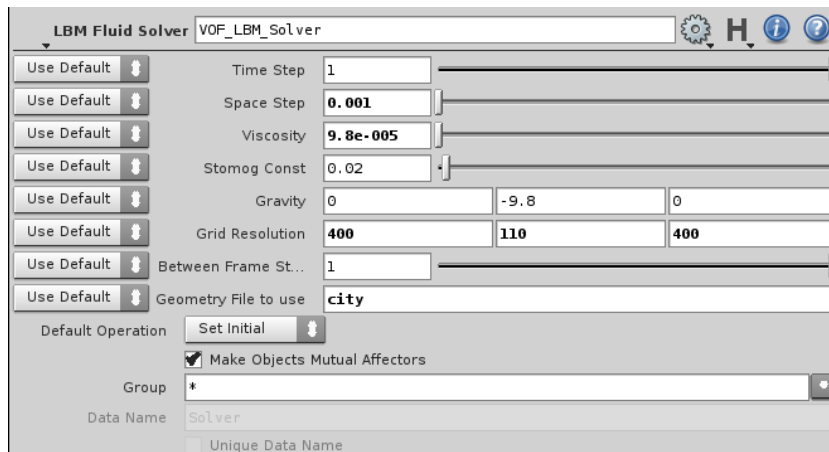 LBM Fluid Solver VOF_LBM_Solver H i ?
Use Default Time Step 1
Use Default Space Step 0.001
Use Default Viscosity 9.8e-005
Use Default Stomog Const 0.02
Use Default Gravity 0 -9.8 0
Use Default Grid Resolution 400 110 400
Use Default Between Frame St... 1
Use Default Geometry File to use city
Default Operation Set Initial
Make Objects Mutual Affectors
Group *
Data Name Solver
Unique Data Name